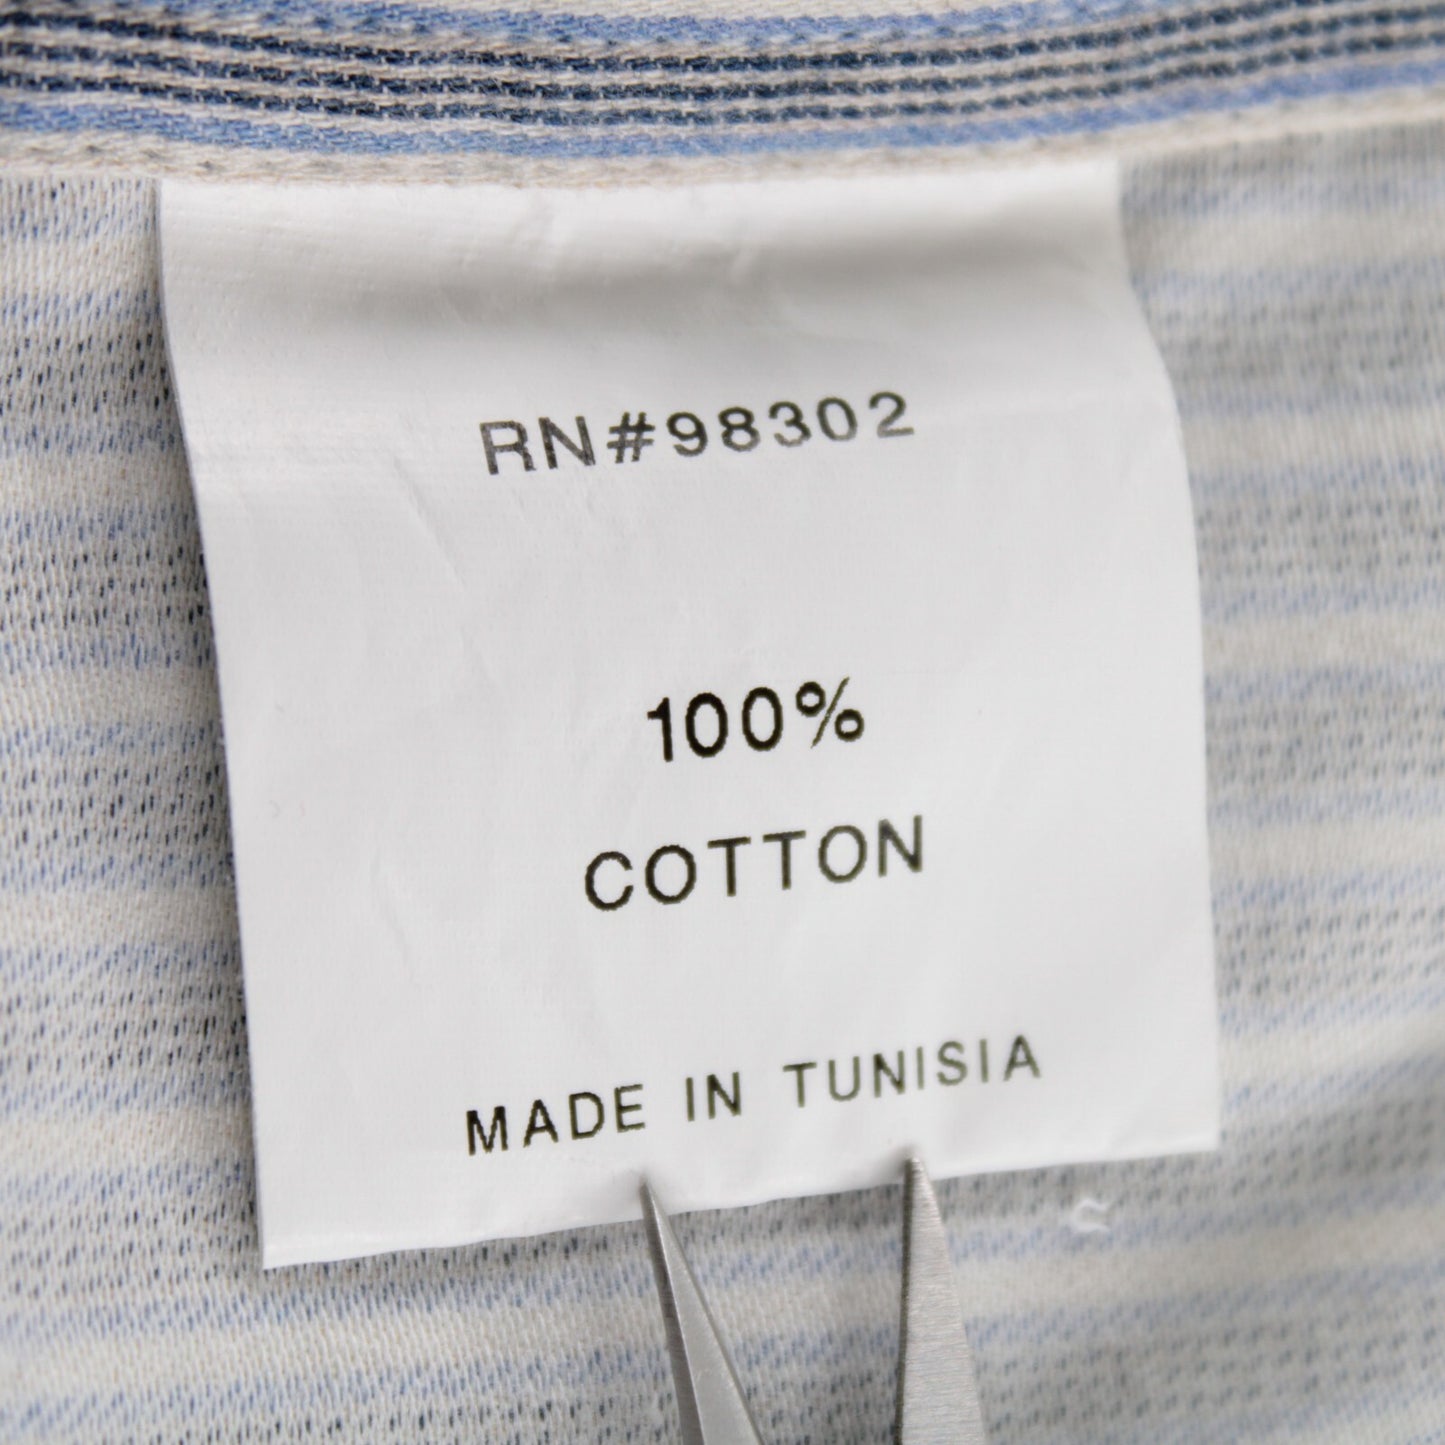 RN#98302
100%
COTTON
MADE IN TUNISIA